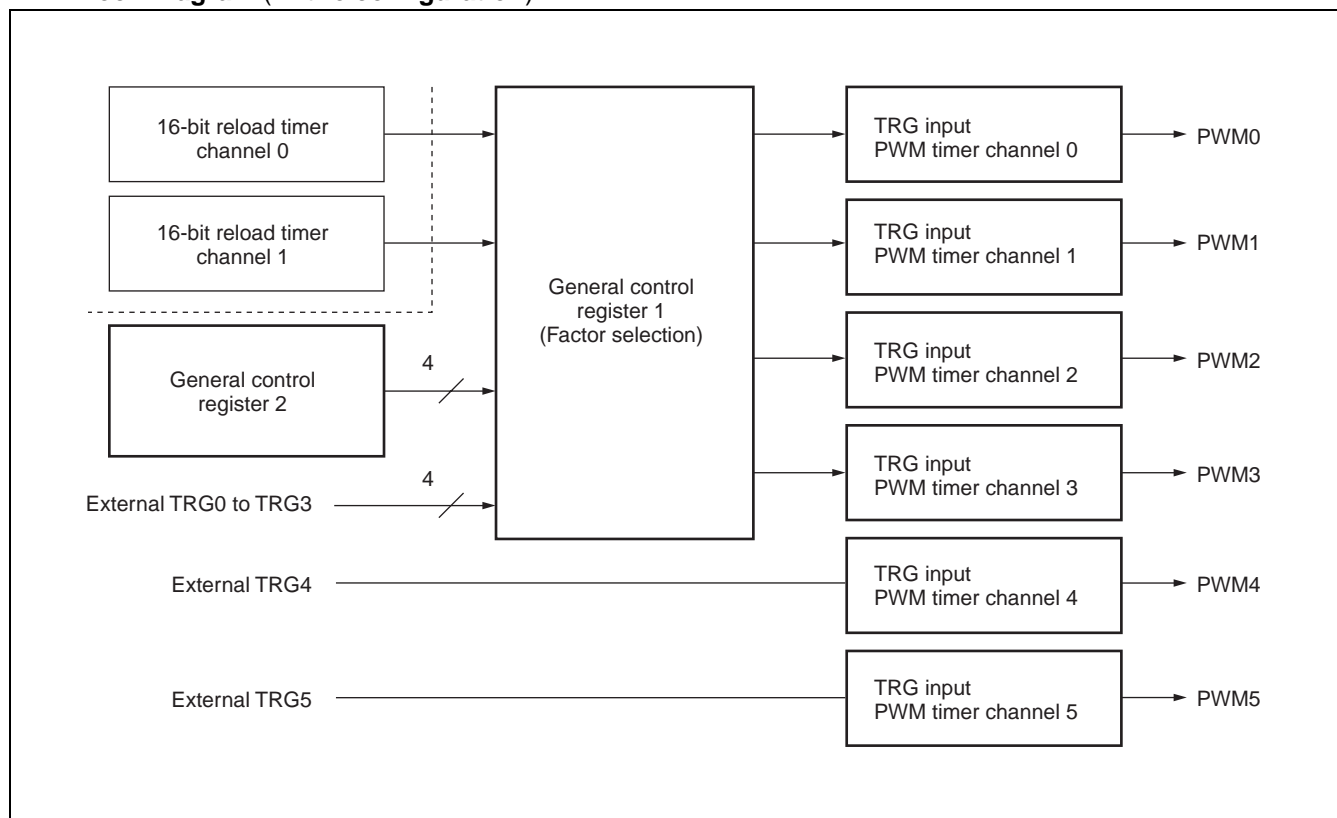 16-bit reload timer
channel 0
16-bit reload timer
channel 1
General control
register 2
4
External TRG0 to TRG3
4
External TRG4
External TRG5
General control
register 1
(Factor selection)
TRG input
PWM timer channel 0
PWM0
TRG input
PWM timer channel 1
PWM1
TRG input
PWM timer channel 2
PWM2
TRG input
PWM timer channel 3
PWM3
TRG input
PWM timer channel 4
PWM4
TRG input
PWM timer channel 5
PWM5